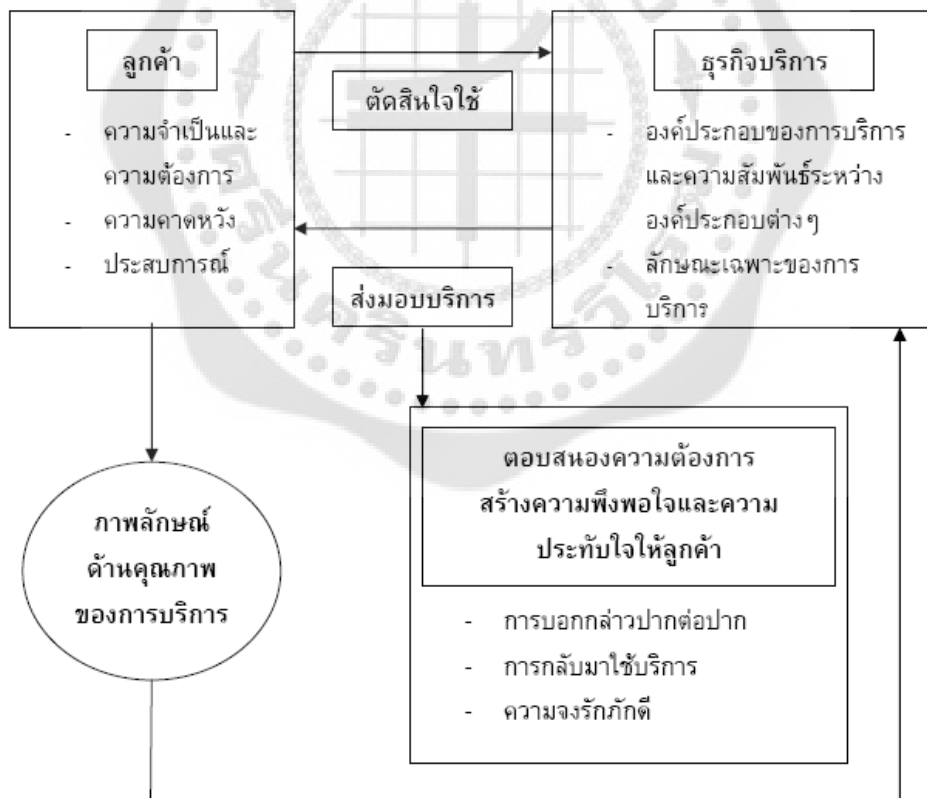 ลูกค้า
- ความจำเป็นและ
ความต้องการ
- ความคาดหวัง
- ประสบการณ์
ตัดสินใจใช้
ส่งมอบบริการ
ธุรกิจบริการ
- องค์ประกอบของการบริการ
และความสัมพันธ์ระหว่าง
องค์ประกอบต่างๆ
- ลักษณะเฉพาะของการ
บริการ
ภาพลักษณ์
ด้านคุณภาพ
ของการบริการ
ตอบสนองความต้องการ
สร้างความพึงพอใจและความ
ประทับใจให้ลูกค้า
- การบอกกล่าวปากต่อปาก
- การกลับมาใช้บริการ
- ความจงรักภักดี